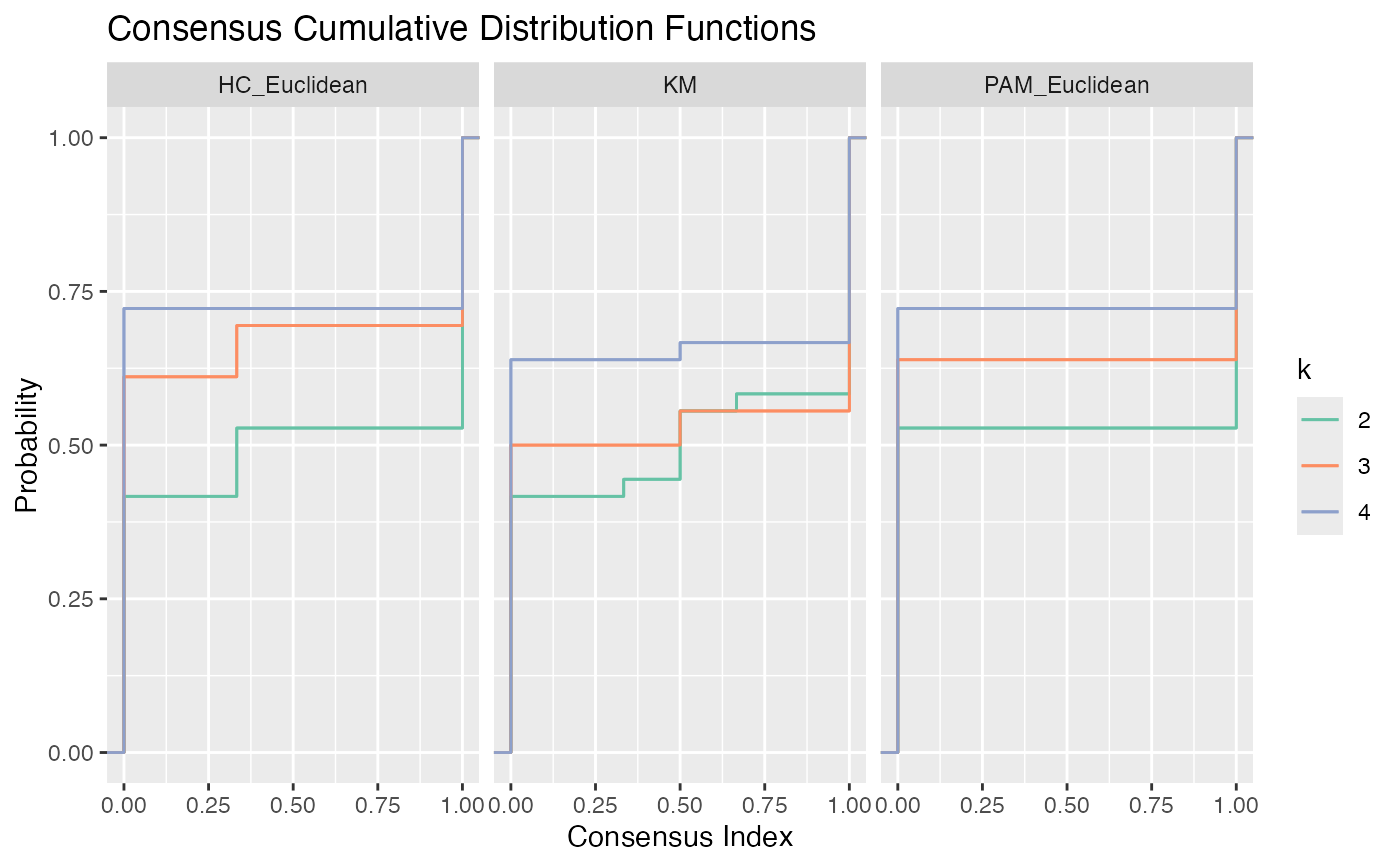 Consensus Cumulative Distribution Functions
HC_Euclidean
KM
PAM_Euclidean
Probability
1.00
0.75
0.50
0.25
0.00
0.00 0.25 0.50 0.75 1.00
0.00 0.25 0.50 0.75 1.00
0.00 0.25 0.50 0.75 1.00
Consensus Index
k
2
3
4